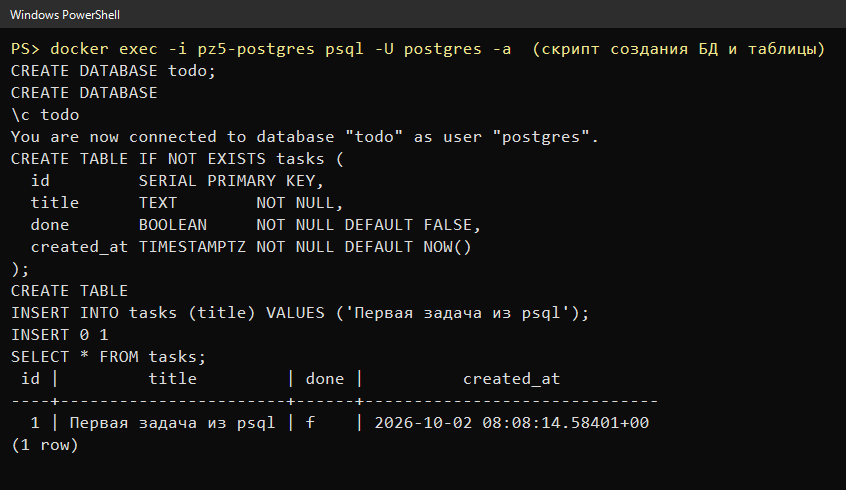 Windows PowerShell
PS> docker exec -i pz5-postgres psql -U postgres -a  (скрипт создания БД и таблицы)
CREATE DATABASE todo;
CREATE DATABASE
\c todo
You are now connected to database "todo" as user "postgres".
CREATE TABLE IF NOT EXISTS tasks (
  id         SERIAL PRIMARY KEY,
  title      TEXT        NOT NULL,
  done       BOOLEAN     NOT NULL DEFAULT FALSE,
  created_at TIMESTAMPTZ NOT NULL DEFAULT NOW()
);
CREATE TABLE
INSERT INTO tasks (title) VALUES ('Первая задача из psql');
INSERT 0 1
SELECT * FROM tasks;
 id |         title         | done |          created_at
----+-----------------------+------+------------------------------
  1 | Первая задача из psql | f    | 2026-10-02 08:08:14.58401+00
(1 row)